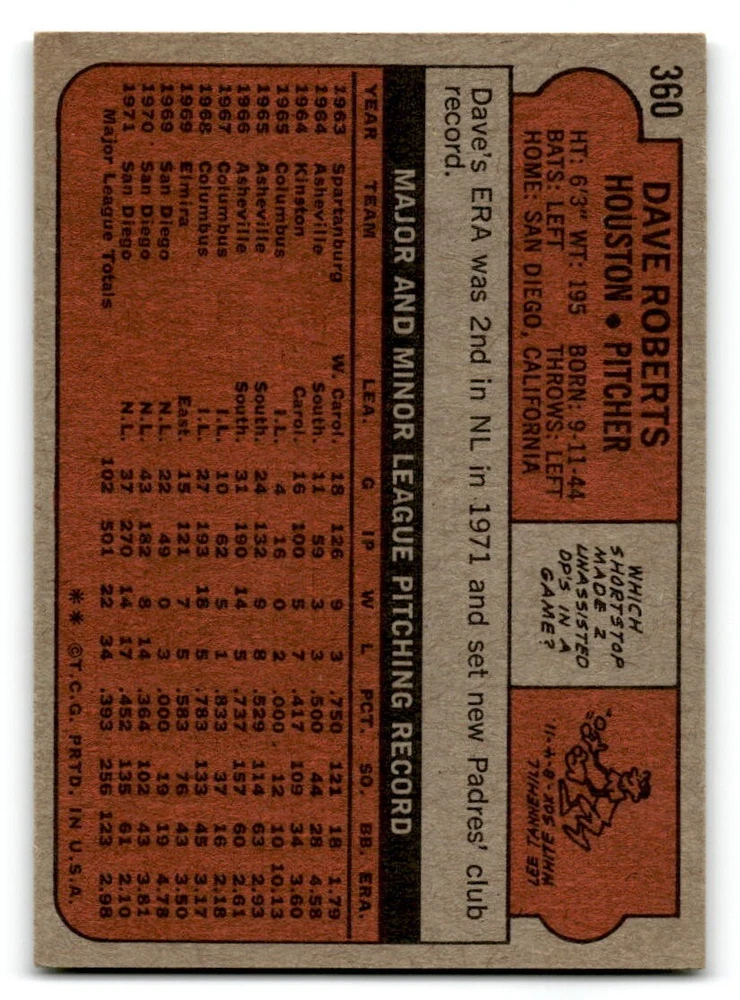 360
DAVE ROBERTS
HOUSTON • PITCHER
HT: 6'3" WT: 195 BORN: 9-11-44
BATS: LEFT THROWS: LEFT
HOME: SAN DIEGO, CALIFORNIA
WHICH
SHORTSTOP
MADE 2
UNASSISTED
DP'S IN A
GAME?
LEE TANNEHILL
WHITE SOX - 8-4-11
Dave's ERA was 2nd in NL in 1971 and set new Padres' club
record.
MAJOR AND MINOR LEAGUE PITCHING RECORD
YEAR TEAM LEA. G IP W L PCT. SO. BB. ERA.
1963 Spartanburg W. Carol. 18 126 9 3 .750 121 18 1.79
1964 Asheville South. 11 59 3 3 .500 44 28 4.58
1964 Kinston Carol. 16 100 5 7 .417 109 34 3.60
1965 Columbus I.L. 4 16 0 2 .000 12 10 10.13
1965 Asheville South. 24 132 9 8 .529 114 63 2.93
1966 Asheville South. 31 190 14 5 .737 157 60 2.61
1967 Columbus I.L. 10 62 5 1 .833 37 16 2.18
1968 Columbus I.L. 27 193 18 5 .783 133 45 3.17
1969 Elmira East. 15 121 7 5 .583 76 43 3.50
1969 San Diego N.L. 22 49 0 3 .000 19 19 4.78
1970 San Diego N.L. 43 182 8 14 .364 102 43 3.81
1971 San Diego N.L. 37 270 14 17 .452 135 61 2.10
Major League Totals 102 501 22 34 .393 256 123 2.98
** © T.C.G. PRTD. IN U.S.A.